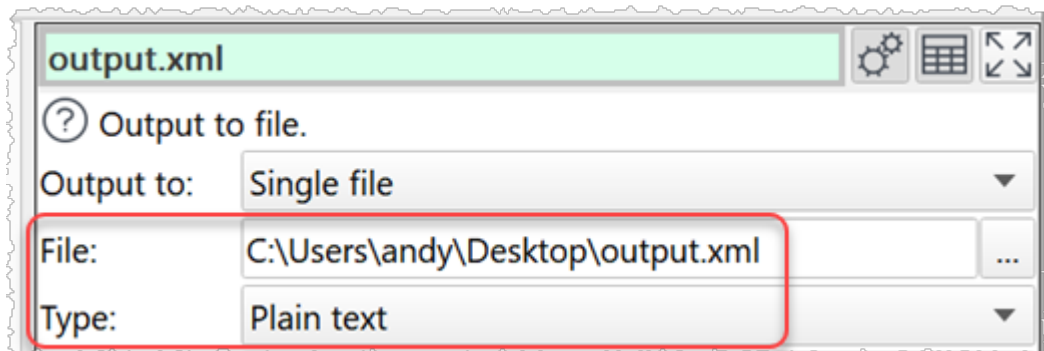 output.xml
? Output to file.
Output to: Single file
File: C:\Users\andy\Desktop\output.xml ...
Type: Plain text